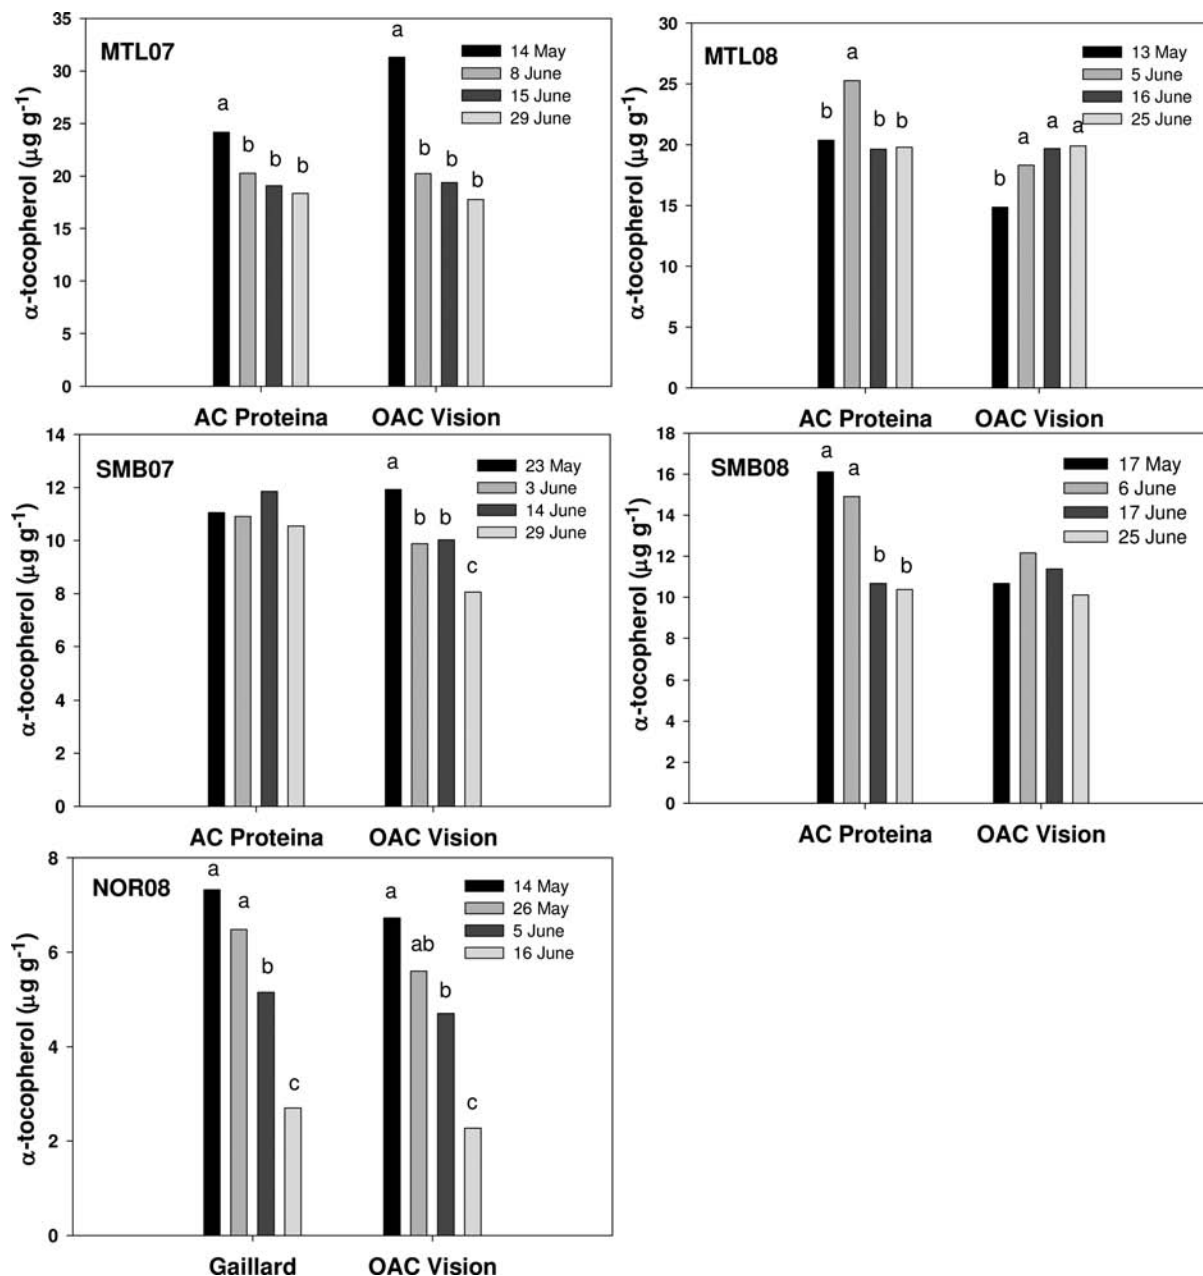 MTL07
α-tocopherol (μg g-1)
35
30
25
20
15
10
5
0
14 May
8 June
15 June
29 June
a
b
b
b
a
b
b
b
AC Proteina
OAC Vision
MTL08
α-tocopherol (μg g-1)
30
25
20
15
10
5
0
13 May
5 June
16 June
25 June
b
a
b
b
b
a
a
a
AC Proteina
OAC Vision
SMB07
α-tocopherol (μg g-1)
14
12
10
8
6
4
2
0
23 May
3 June
14 June
29 June
a
b
b
c
AC Proteina
OAC Vision
SMB08
α-tocopherol (μg g-1)
18
16
14
12
10
8
6
4
2
0
17 May
6 June
17 June
25 June
a
a
b
b
AC Proteina
OAC Vision
NOR08
α-tocopherol (μg g-1)
8
6
4
2
0
14 May
26 May
5 June
16 June
a
a
b
c
a
ab
b
c
Gaillard
OAC Vision